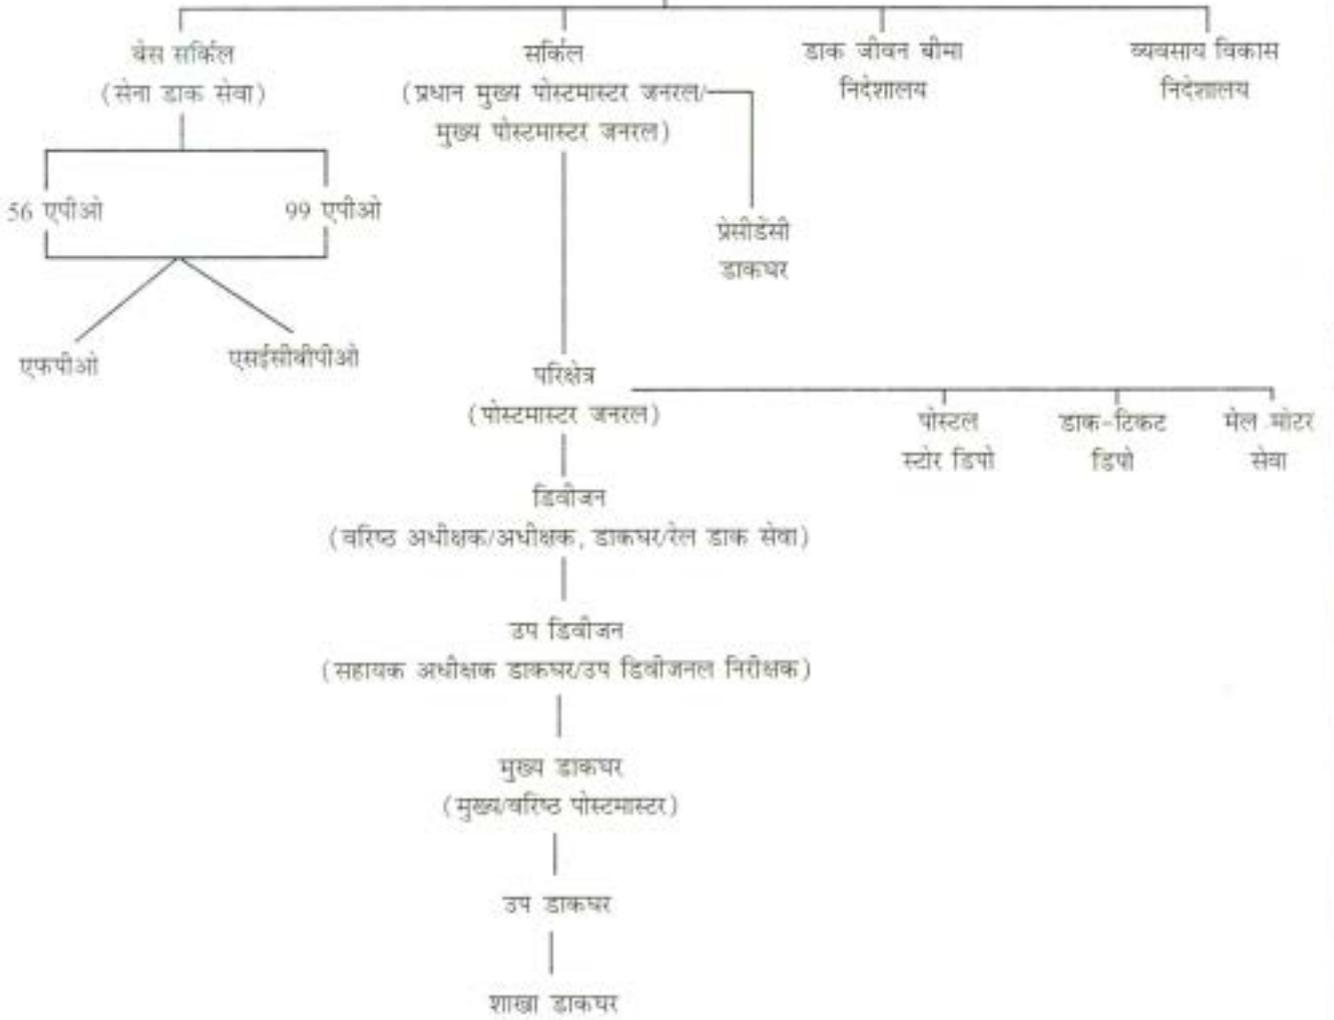 बेस सर्किल
(सेना डाक सेवा)
सर्किल
(प्रधान मुख्य पोस्टमास्टर जनरल/
मुख्य पोस्टमास्टर जनरल)
डाक जीवन बीमा
निदेशालय
व्यवसाय विकास
निदेशालय
56 एपीओ
99 एपीओ
प्रेसीडेंसी
डाकघर
एफपीओ
एसईसीबीपीओ
परिक्षेत्र
(पोस्टमास्टर जनरल)
पोस्टल
स्टोर डिपो
डाक-टिकट
डिपो
मेल मोटर
सेवा
डिवीजन
(वरिष्ठ अधीक्षक/अधीक्षक, डाकघर/रेल डाक सेवा)
उप डिवीजन
(सहायक अधीक्षक डाकघर/उप डिवीजनल निरीक्षक)
मुख्य डाकघर
(मुख्य/वरिष्ठ पोस्टमास्टर)
उप डाकघर
शाखा डाकघर